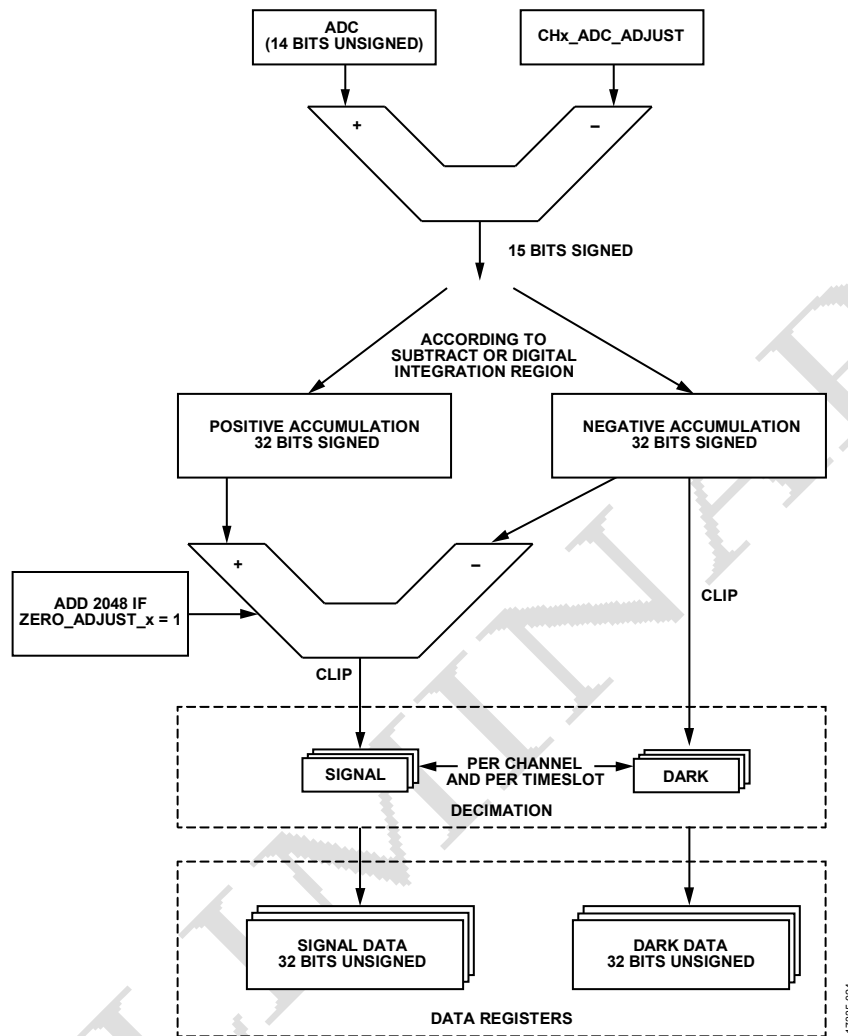 ADC
(14 BITS UNSIGNED)
CHx_ADC_ADJUST
+
–
15 BITS SIGNED
ACCORDING TO
SUBTRACT OR DIGITAL
INTEGRATION REGION
POSITIVE ACCUMULATION
32 BITS SIGNED
NEGATIVE ACCUMULATION
32 BITS SIGNED
+
–
ADD 2048 IF
ZERO_ADJUST_x = 1
CLIP
CLIP
SIGNAL
PER CHANNEL
AND PER TIMESLOT
DARK
DECIMATION
SIGNAL DATA
32 BITS UNSIGNED
DARK DATA
32 BITS UNSIGNED
DATA REGISTERS